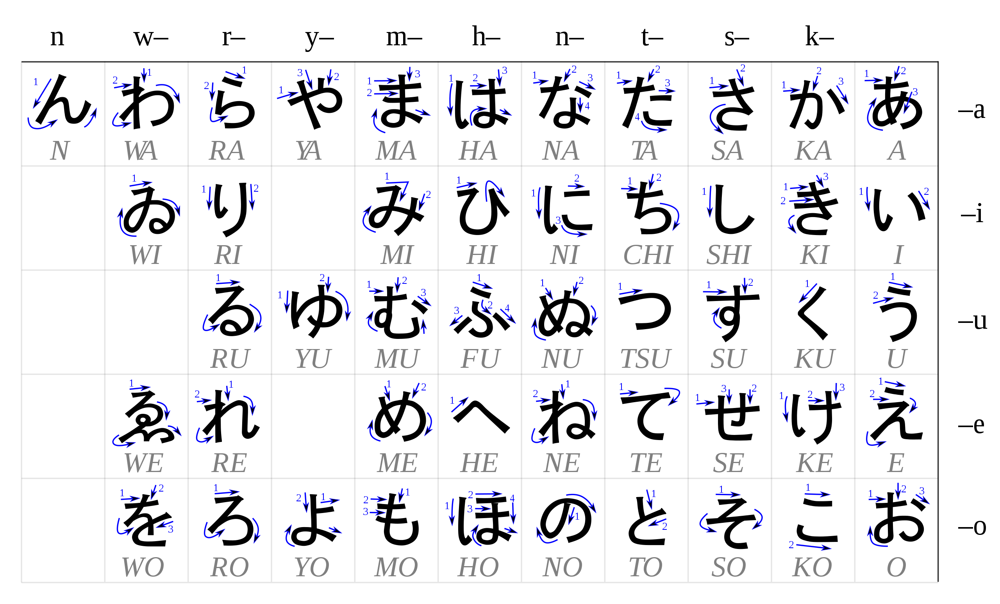 n w– r– y– m– h– n– t– s– k–
ん わ ら や ま は な た さ か あ –a
N WA RA YA MA HA NA TA SA KA A
ゐ り み ひ に ち し き い –i
WI RI MI HI NI CHI SHI KI I
る ゆ む ふ ぬ つ す く う –u
RU YU MU FU NU TSU SU KU U
ゑ れ め へ ね て せ け え –e
WE RE ME HE NE TE SE KE E
を ろ よ も ほ の と そ こ お –o
WO RO YO MO HO NO TO SO KO O